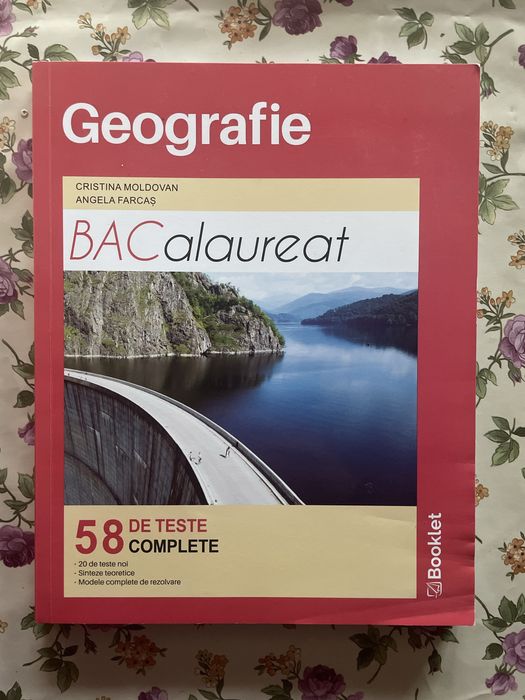 Geografie
CRISTINA MOLDOVAN
ANGELA FARCAȘ
BACalaureat
58 DE TESTE
COMPLETE
- 20 de teste noi
- Sinteze teoretice
- Modele complete de rezolvare
Booklet